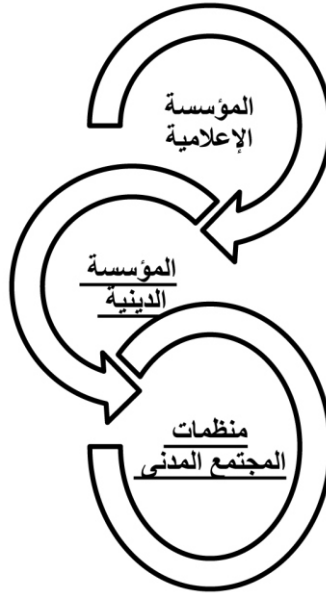 المؤسسة
الإعلامية
المؤسسة
الدينية
منظمات
المجتمع المدنى